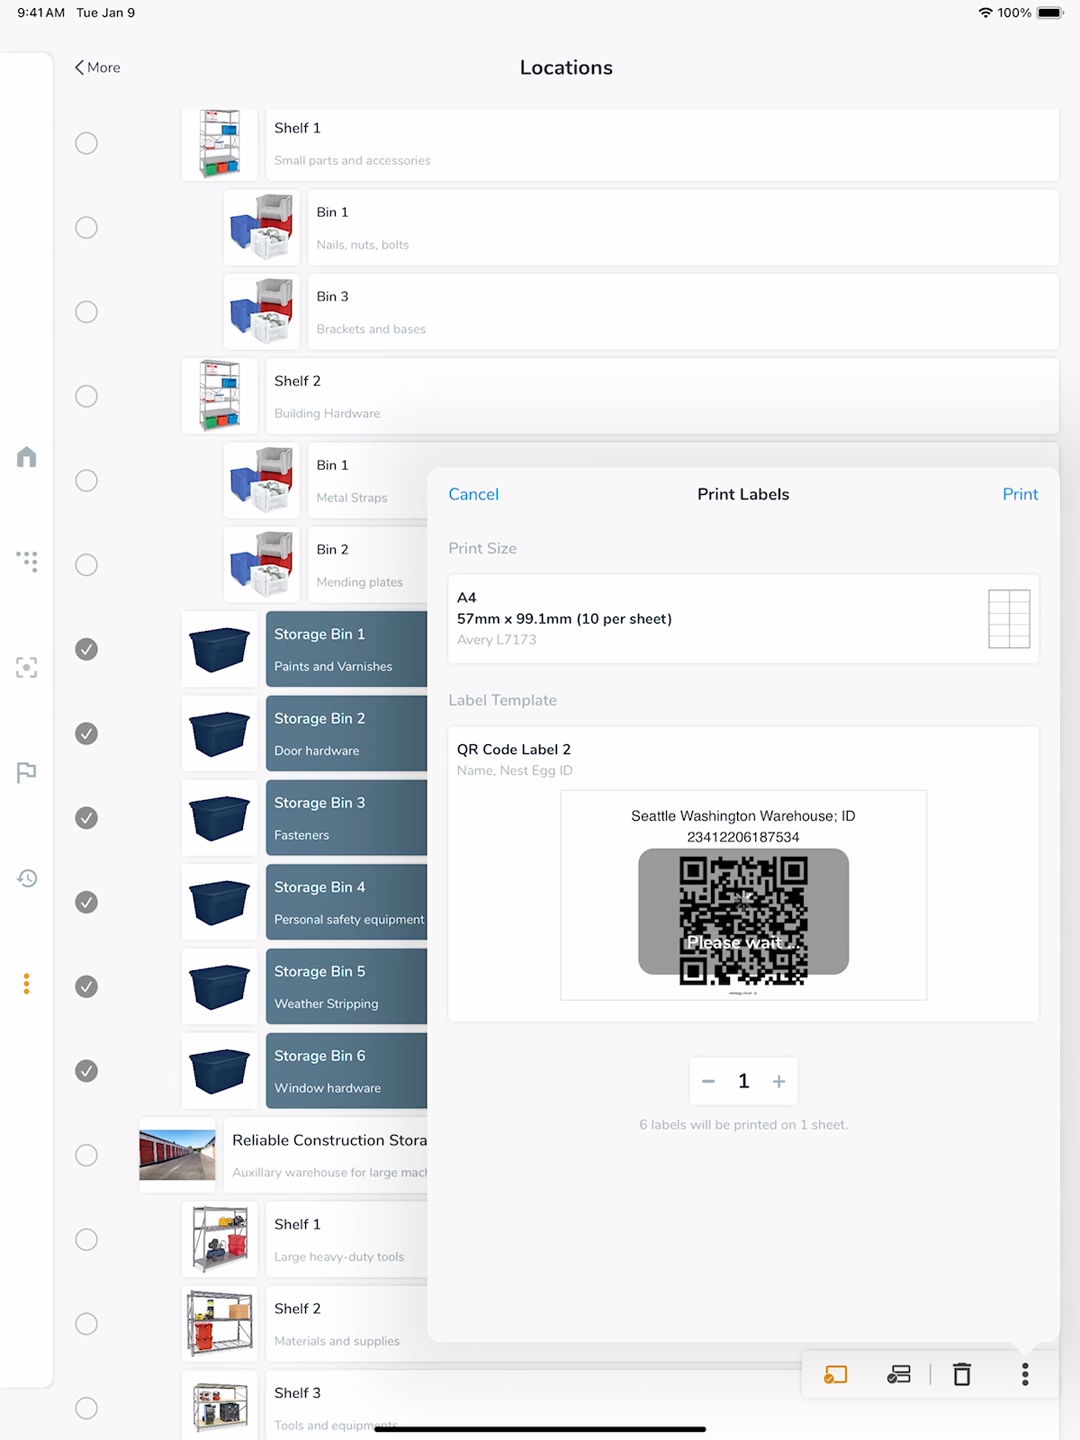 9:41 AM Tue Jan 9
100%
More
Locations
Shelf 1
Small parts and accessories
Bin 1
Nails, nuts, bolts
Bin 3
Brackets and bases
Shelf 2
Building Hardware
Bin 1
Metal Straps
Bin 2
Mending plates
Storage Bin 1
Paints and Varnishes
Storage Bin 2
Door hardware
Storage Bin 3
Fasteners
Storage Bin 4
Personal safety equipment
Storage Bin 5
Weather Stripping
Storage Bin 6
Window hardware
Reliable Construction Stora
Auxillary warehouse for large mac
Shelf 1
Large heavy-duty tools
Shelf 2
Materials and supplies
Shelf 3
Tools and equipments
Cancel
Print Labels
Print
Print Size
A4
57mm x 99.1mm (10 per sheet)
Avery L7173
Label Template
QR Code Label 2
Name, Nest Egg ID
Seattle Washington Warehouse; ID
23412206187534
Please wait ...
1
6 labels will be printed on 1 sheet.